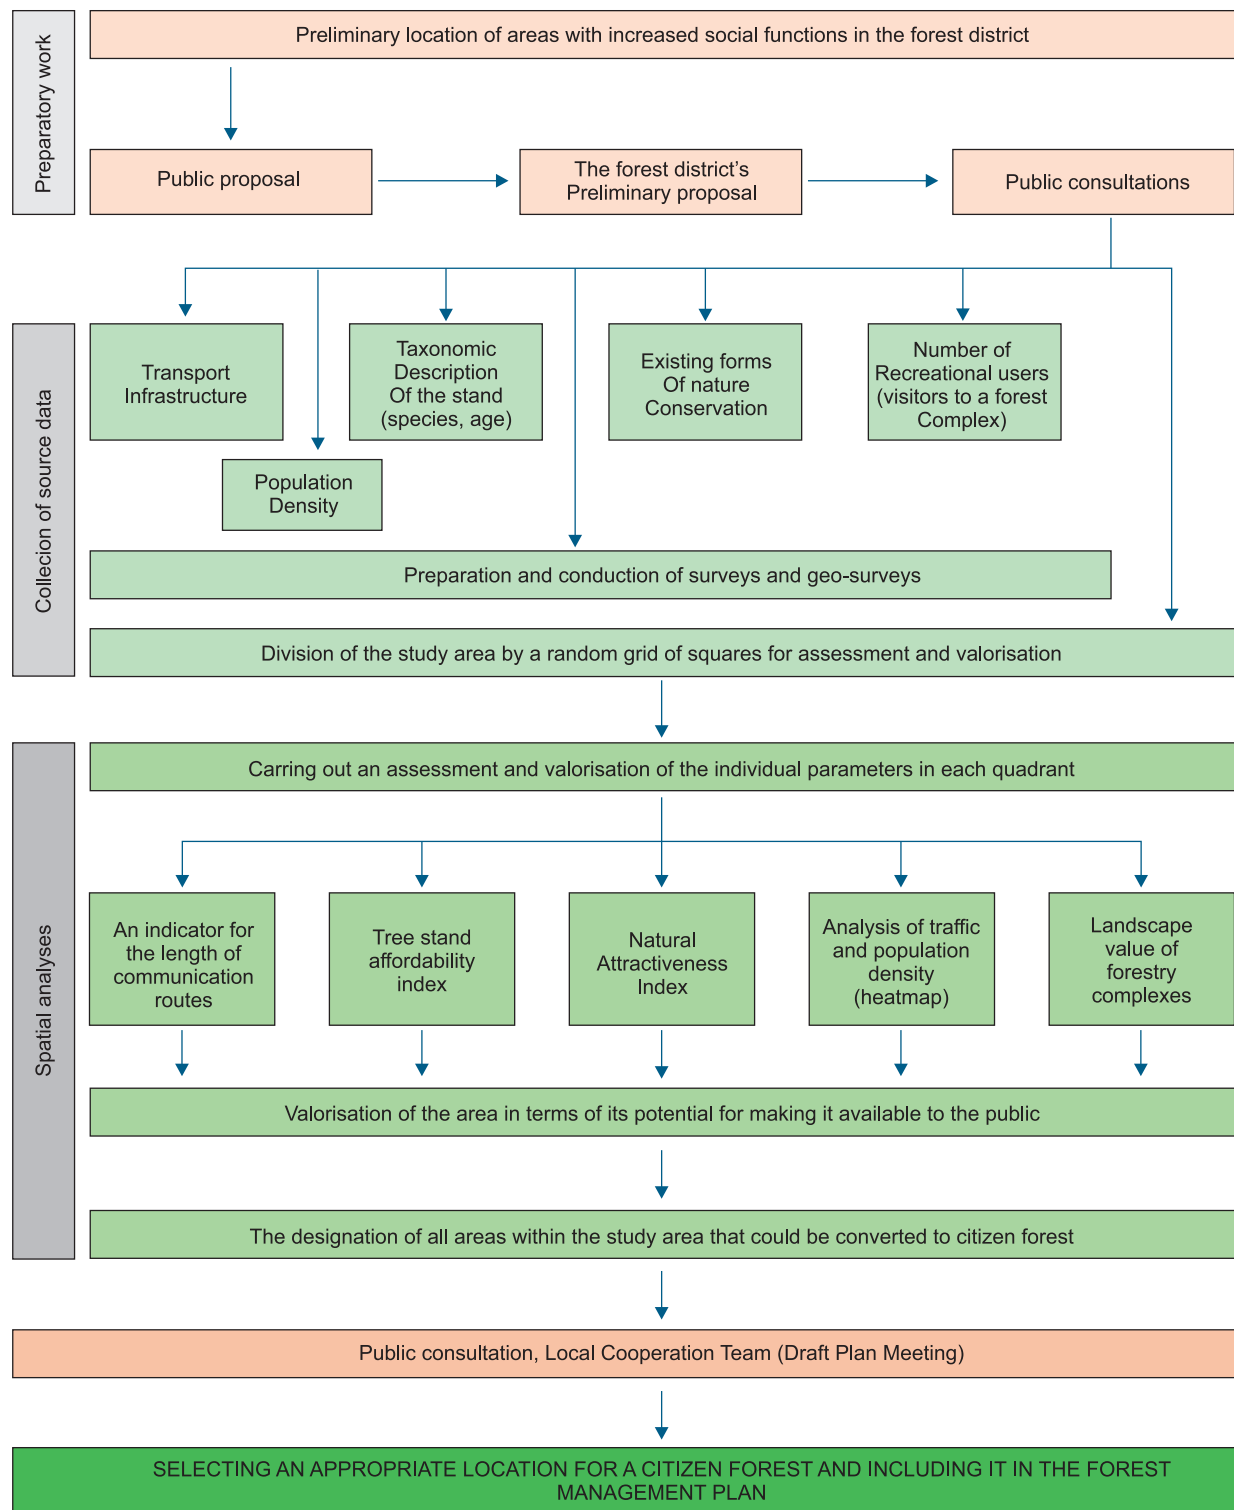 Preparatory work
Preliminary location of areas with increased social functions in the forest district
Public proposal
The forest district's
Preliminary proposal
Public consultations
Collecion of source data
Transport
Infrastructure
Taxonomic
Description
Of the stand
(species, age)
Existing forms
Of nature
Conservation
Number of
Recreational users
(visitors to a forest
Complex)
Population
Density
Preparation and conduction of surveys and geo-surveys
Division of the study area by a random grid of squares for assessment and valorisation
Spatial analyses
Carring out an assessment and valorisation of the individual parameters in each quadrant
An indicator for
the length of
communication
routes
Tree stand
affordability
index
Natural
Attractiveness
Index
Analysis of traffic
and population
density
(heatmap)
Landscape
value of
forestry
complexes
Valorisation of the area in terms of its potential for making it available to the public
The designation of all areas within the study area that could be converted to citizen forest
Public consultation, Local Cooperation Team (Draft Plan Meeting)
SELECTING AN APPROPRIATE LOCATION FOR A CITIZEN FOREST AND INCLUDING IT IN THE FOREST
MANAGEMENT PLAN